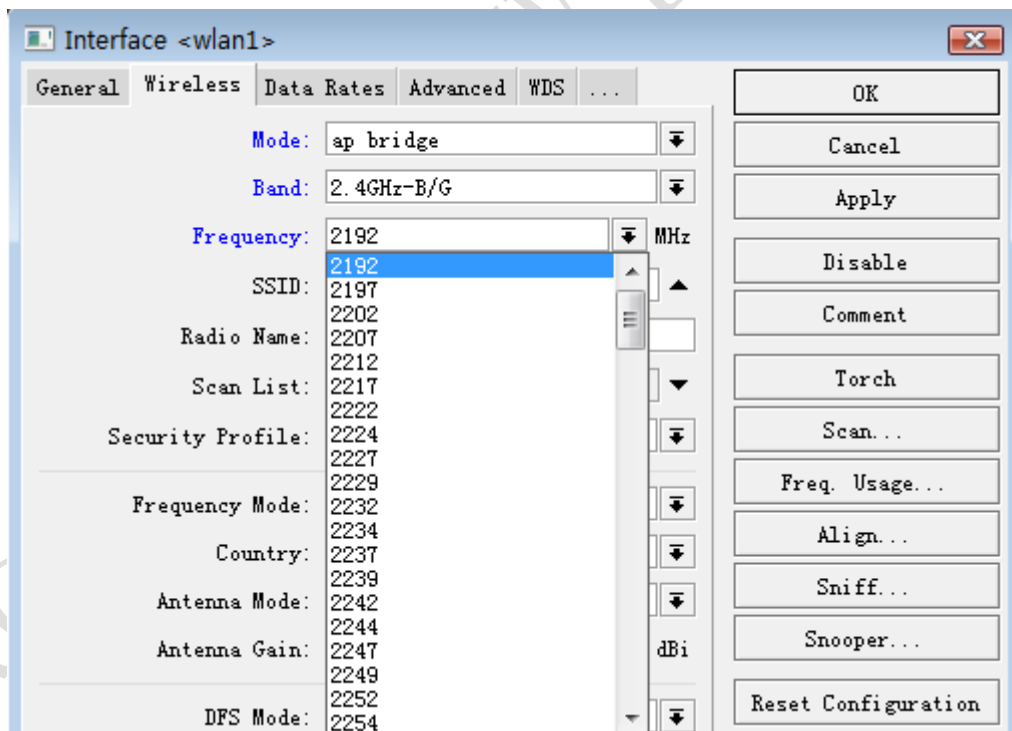 Interface <wlan1>
General Wireless Data Rates Advanced WDS ...
Mode: ap bridge
Band: 2.4GHz-B/G
Frequency: 2192 MHz
SSID:
Radio Name:
Scan List:
Security Profile:
Frequency Mode:
Country:
Antenna Mode:
Antenna Gain: dBi
DFS Mode:
2192
2197
2202
2207
2212
2217
2222
2224
2227
2229
2232
2234
2237
2239
2242
2244
2247
2249
2252
2254
OK
Cancel
Apply
Disable
Comment
Torch
Scan...
Freq. Usage...
Align...
Sniff...
Snooper...
Reset Configuration